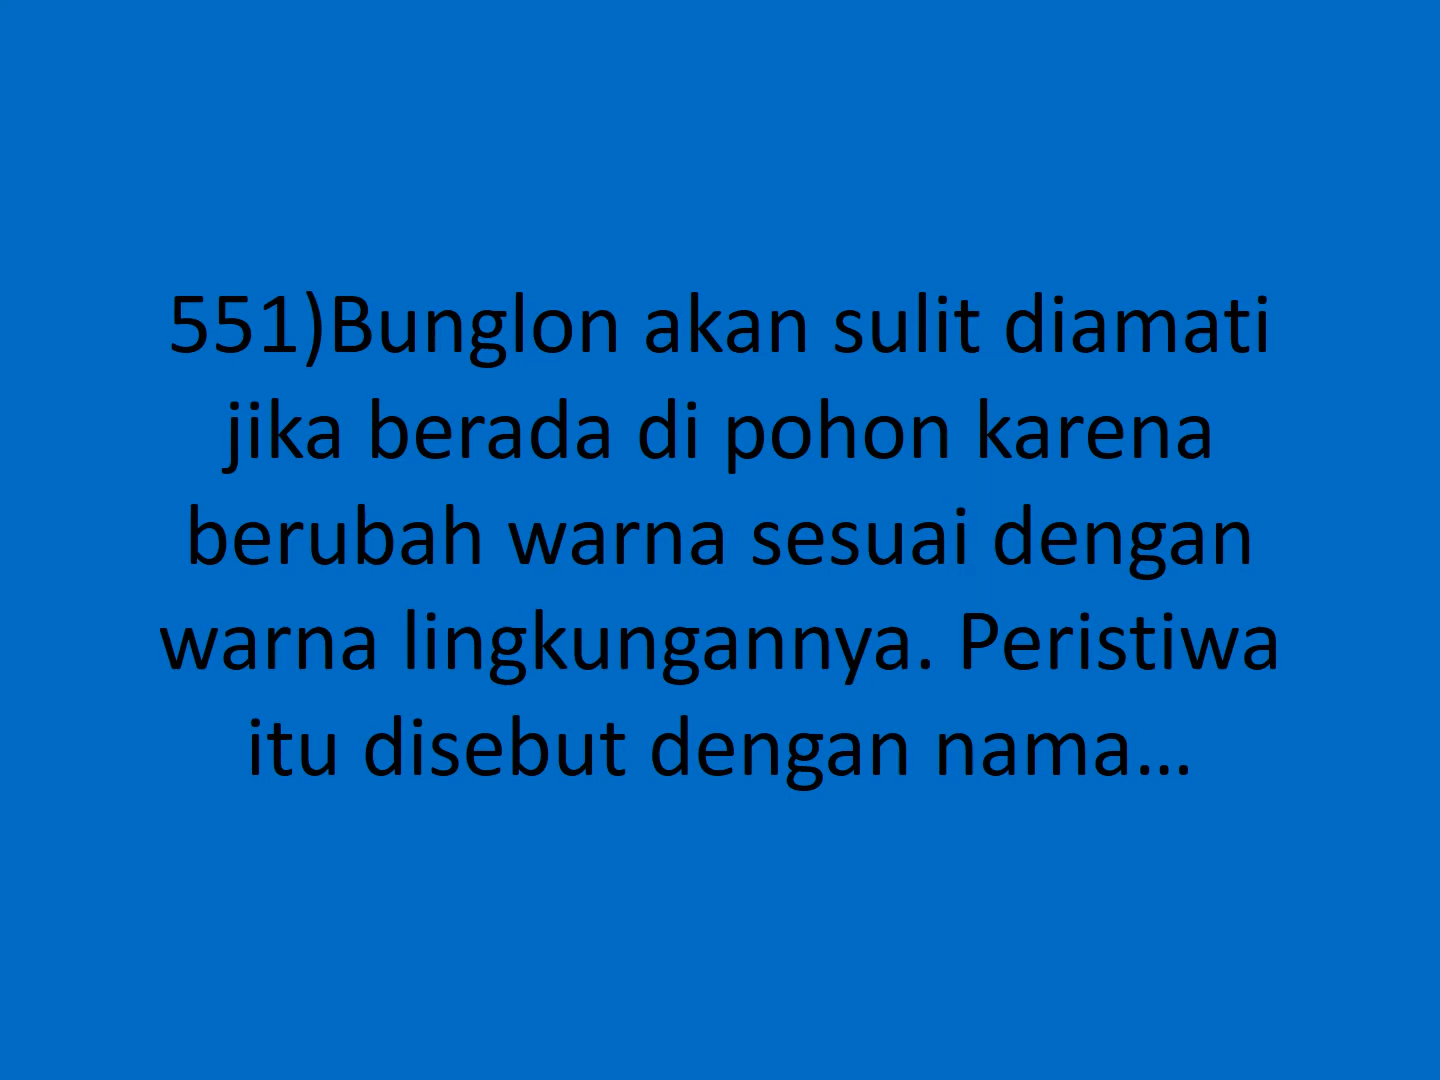 551)Bunglon akan sulit diamati
jika berada di pohon karena
berubah warna sesuai dengan
warna lingkungannya. Peristiwa
itu disebut dengan nama...